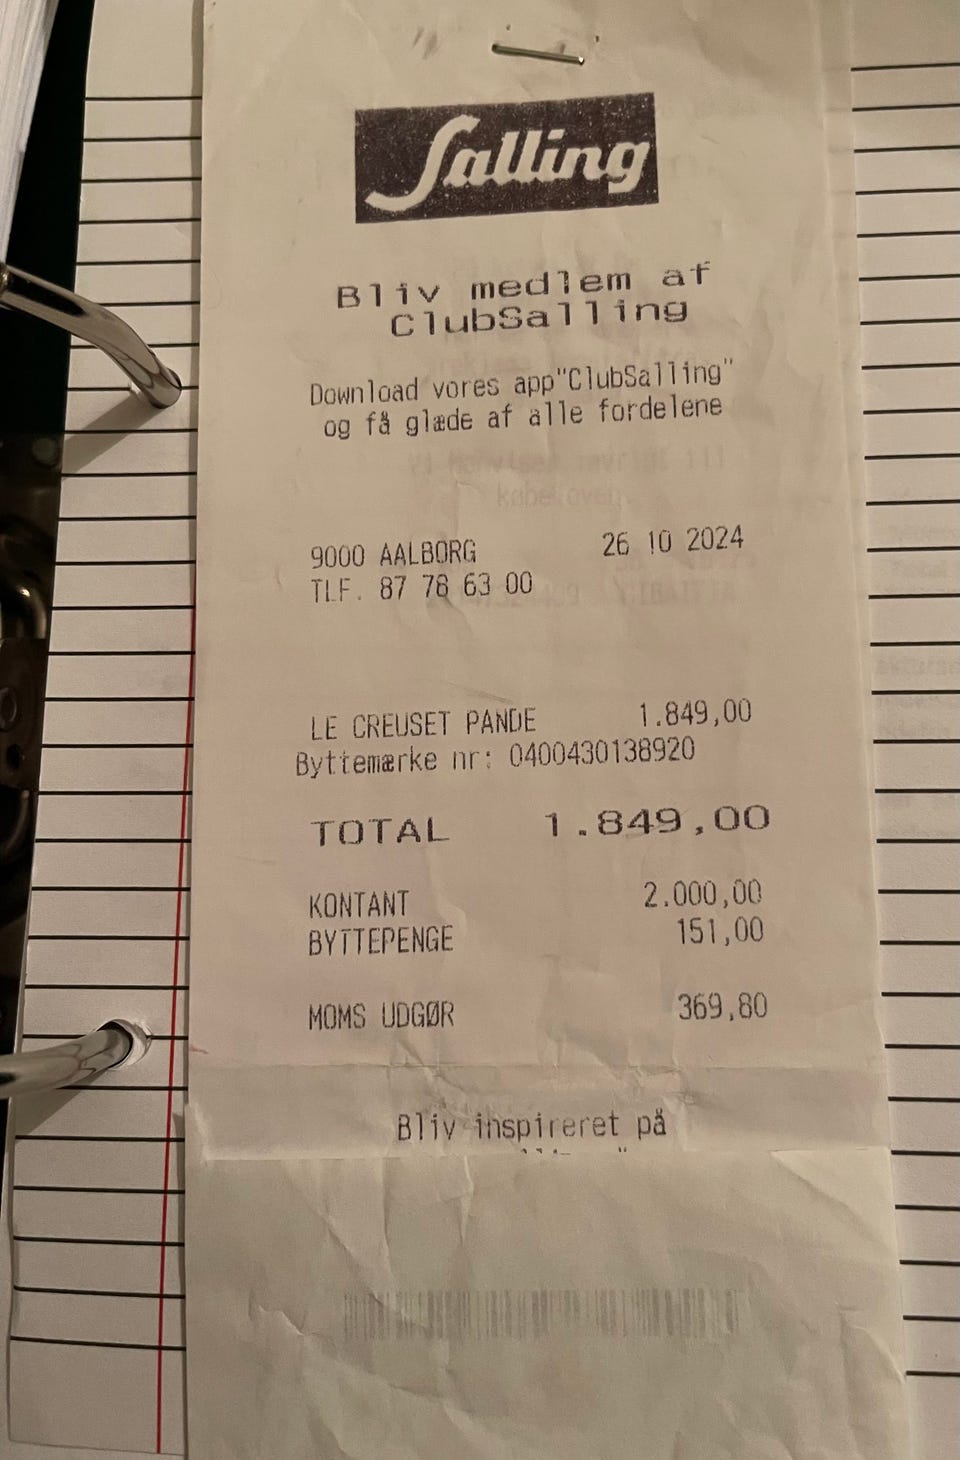 Salling
Bliv medlem af
ClubSalling
Download vores app"ClubSalling"
og få glæde af alle fordelene
9000 AALBORG 26 10 2024
TLF. 87 78 63 00
LE CREUSET PANDE 1.849,00
Byttemærke nr: 0400430138920
TOTAL 1.849,00
KONTANT 2.000,00
BYTTEPENGE 151,00
MOMS UDGØR 369,80
Bliv inspireret på